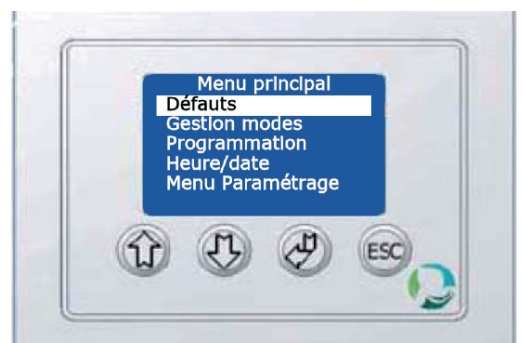 Menu principal
Défauts
Gestion modes
Programmation
Heure/date
Menu Paramétrage
ESC